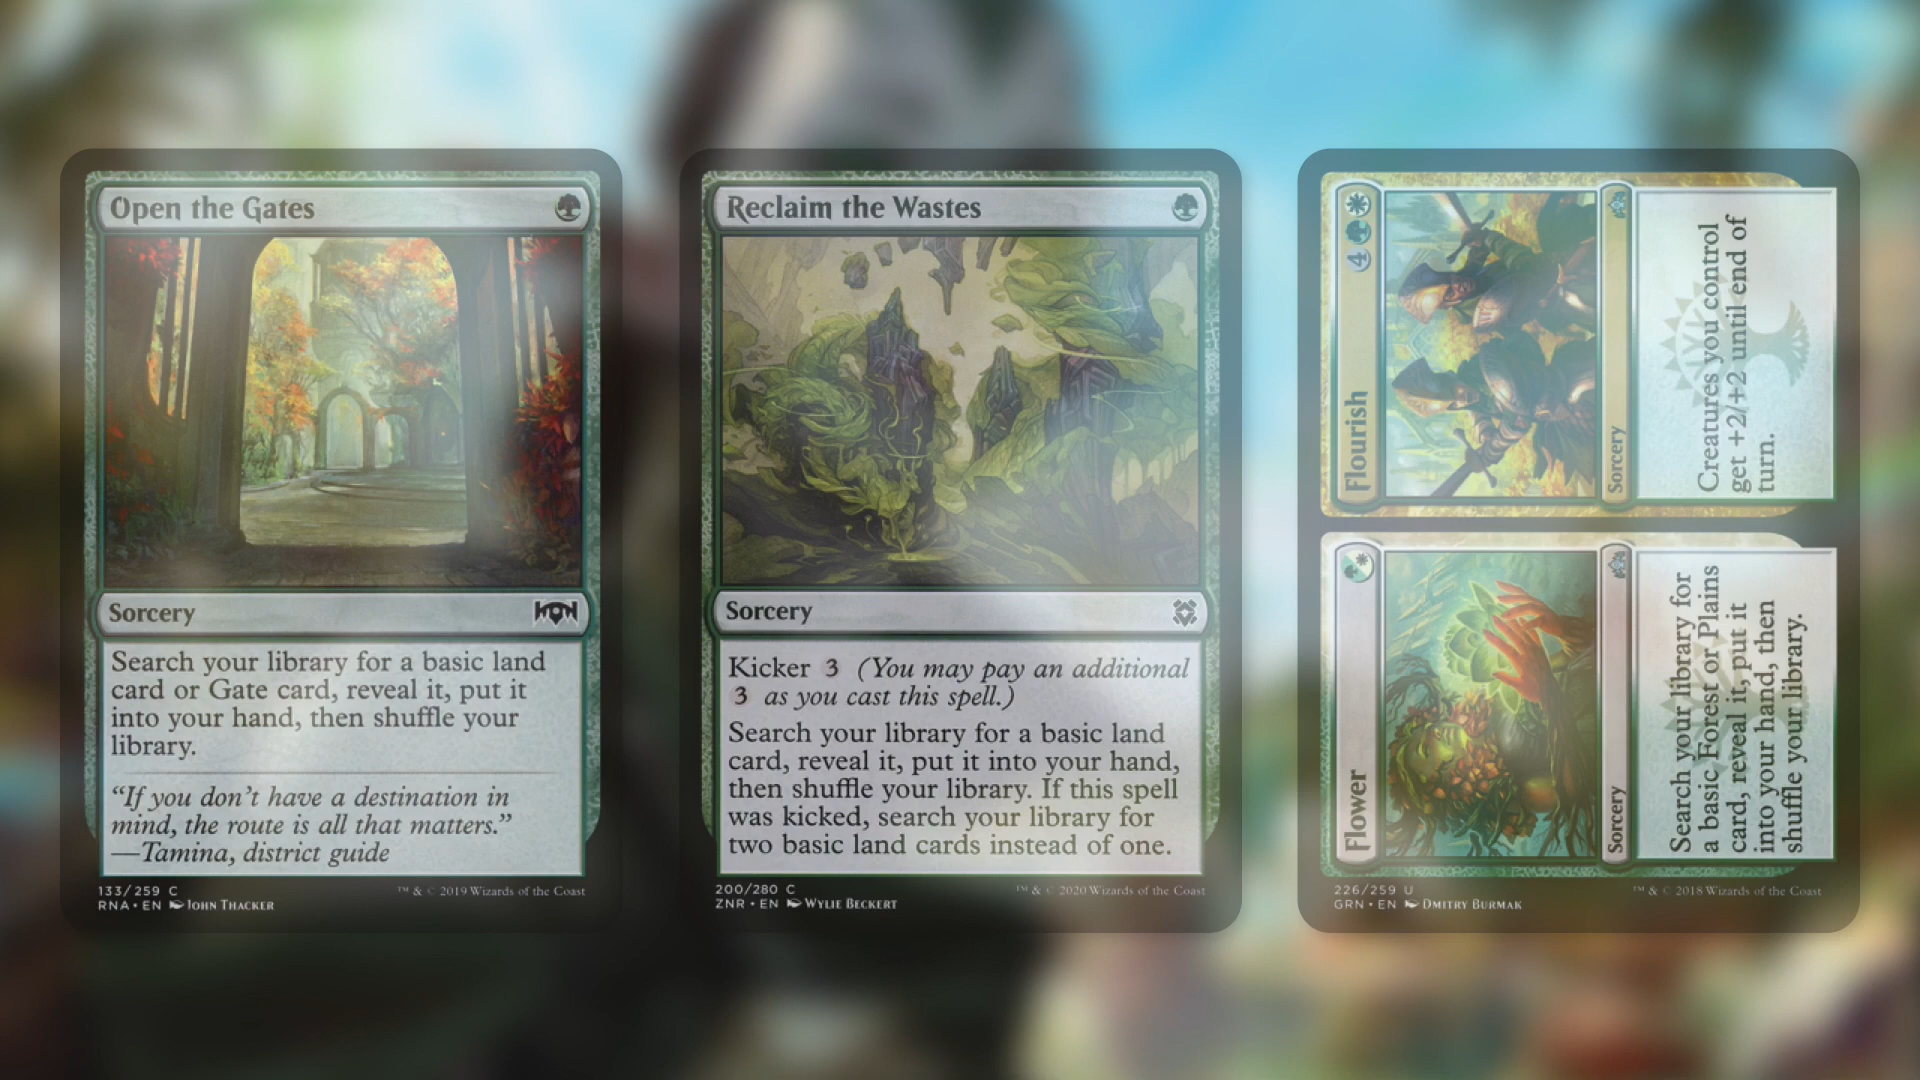 Open the Gates
Sorcery
Search your library for a basic land
card or Gate card, reveal it, put it
into your hand, then shuffle your
library.
“If you don’t have a destination in
mind, the route is all that matters.”
—Tamina, district guide
133/259 C
RNA • EN John Thacker
™ & © 2019 Wizards of the Coast
Reclaim the Wastes
Sorcery
Kicker 3 (You may pay an additional
3 as you cast this spell.)
Search your library for a basic land
card, reveal it, put it into your hand,
then shuffle your library. If this spell
was kicked, search your library for
two basic land cards instead of one.
200/280 C
ZNR • EN Wylie Beckert
™ & © 2020 Wizards of the Coast
Flourish
4
Sorcery
Creatures you control
get +2/+2 until end of
turn.
Flower
Sorcery
Search your library for
a basic Forest or Plains
card, reveal it, put it
into your hand, then
shuffle your library.
226/259 U
GRN • EN Dmitry Burmak
™ & © 2018 Wizards of the Coast